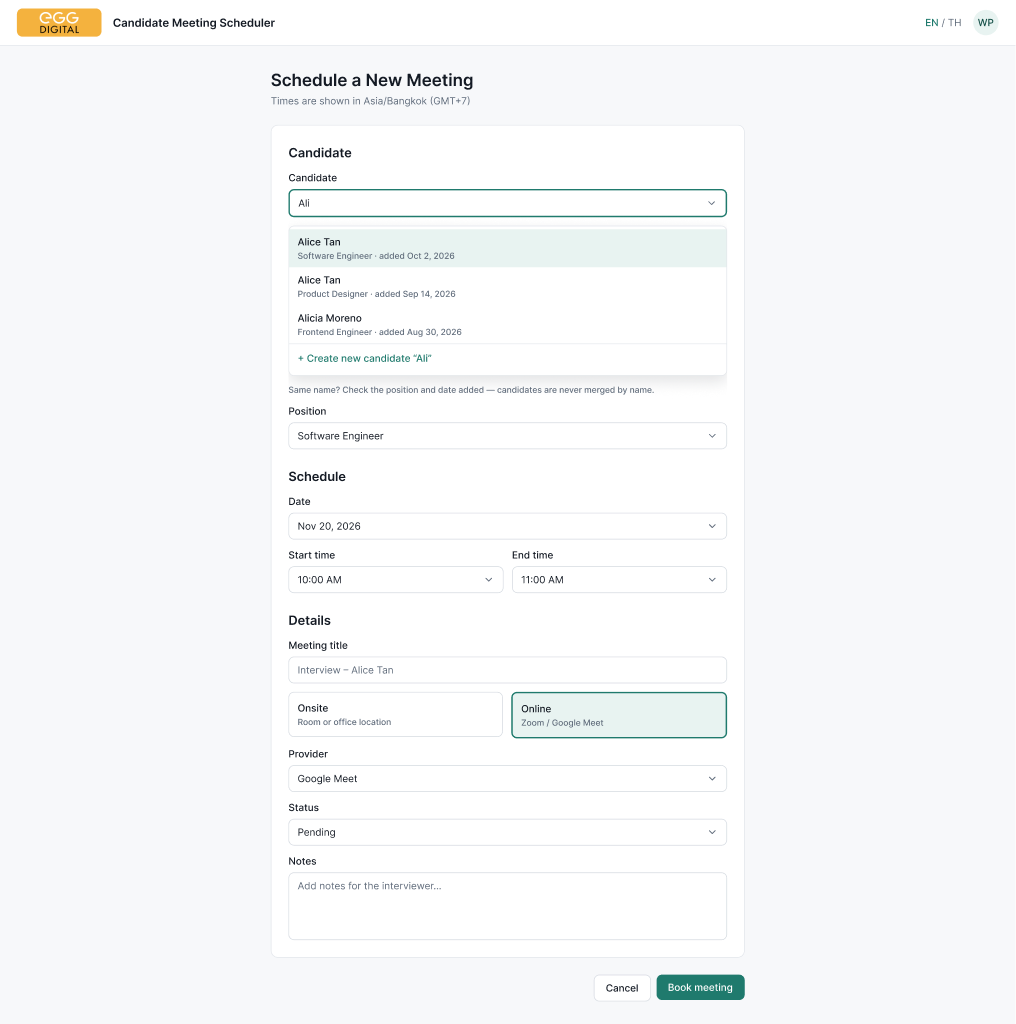 egg
DIGITAL
Candidate Meeting Scheduler
EN / TH
WP
Schedule a New Meeting
Times are shown in Asia/Bangkok (GMT+7)
Candidate
Candidate
Ali
Alice Tan
Software Engineer · added Oct 2, 2026
Alice Tan
Product Designer · added Sep 14, 2026
Alicia Moreno
Frontend Engineer · added Aug 30, 2026
+ Create new candidate “Ali”
Same name? Check the position and date added — candidates are never merged by name.
Position
Software Engineer
Schedule
Date
Nov 20, 2026
Start time
End time
10:00 AM
11:00 AM
Details
Meeting title
Interview – Alice Tan
Onsite
Room or office location
Online
Zoom / Google Meet
Provider
Google Meet
Status
Pending
Notes
Add notes for the interviewer...
Cancel
Book meeting